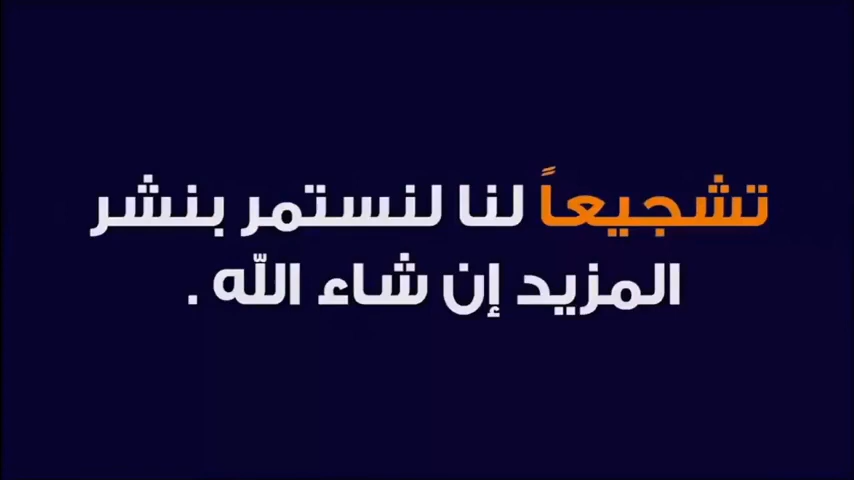 تشجيعاً لنا لنستمر بنشر
المزيد إن شاء الله .